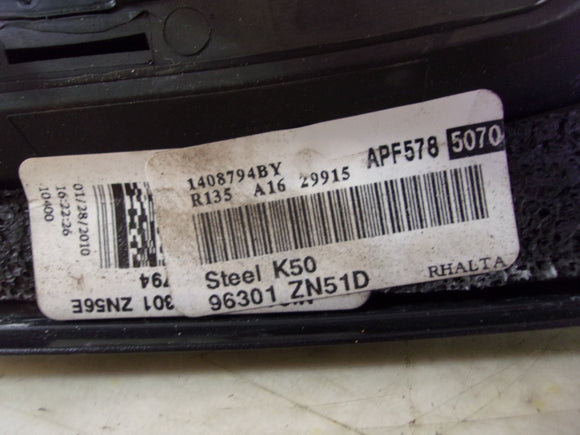 1408794BY APF578 5070
R135 A16 29915
Steel K50
96301 ZN51D
RHALTA
01/28/2010
16:22:26
10400
794
301 ZN56E